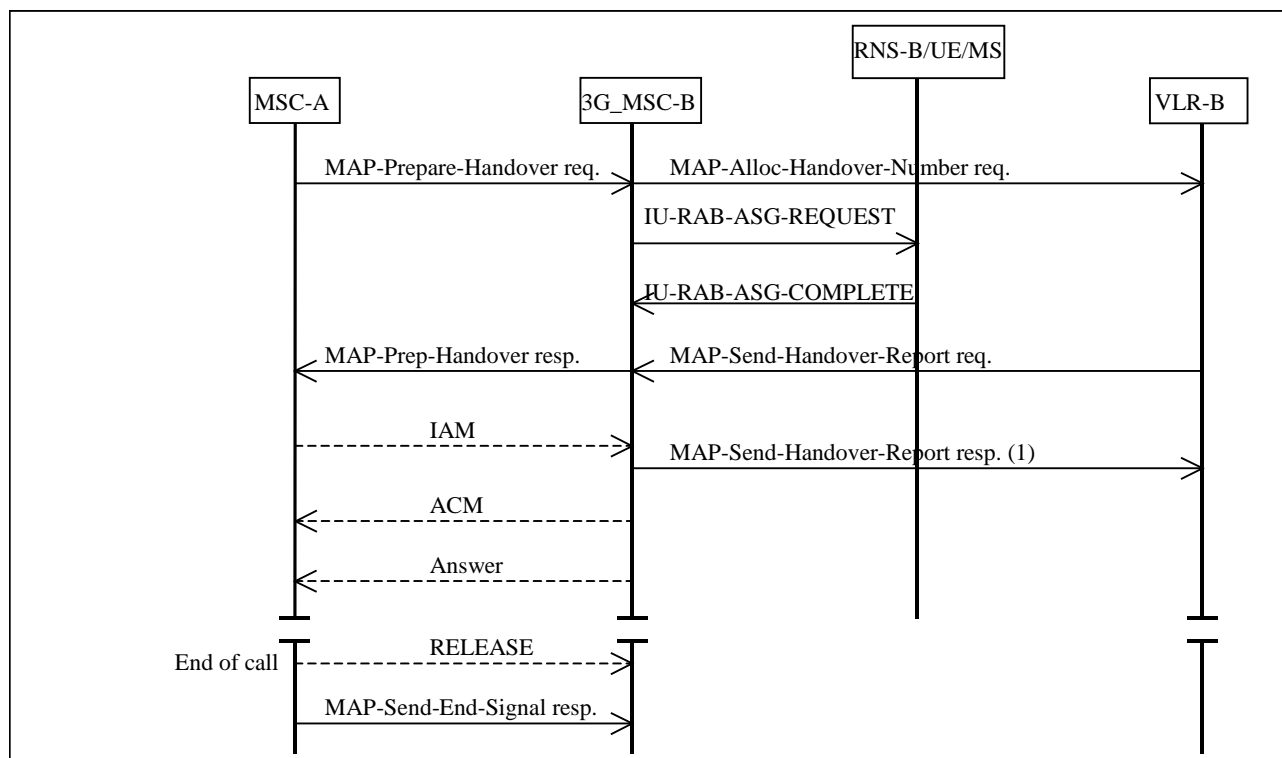 RNS-B/UE/MS
MSC-A
3G_MSC-B
VLR-B
MAP-Prepare-Handover req.
MAP-Alloc-Handover-Number req.
IU-RAB-ASG-REQUEST
IU-RAB-ASG-COMPLETE
MAP-Prep-Handover resp.
MAP-Send-Handover-Report req.
IAM
MAP-Send-Handover-Report resp. (1)
ACM
Answer
RELEASE
End of call
MAP-Send-End-Signal resp.